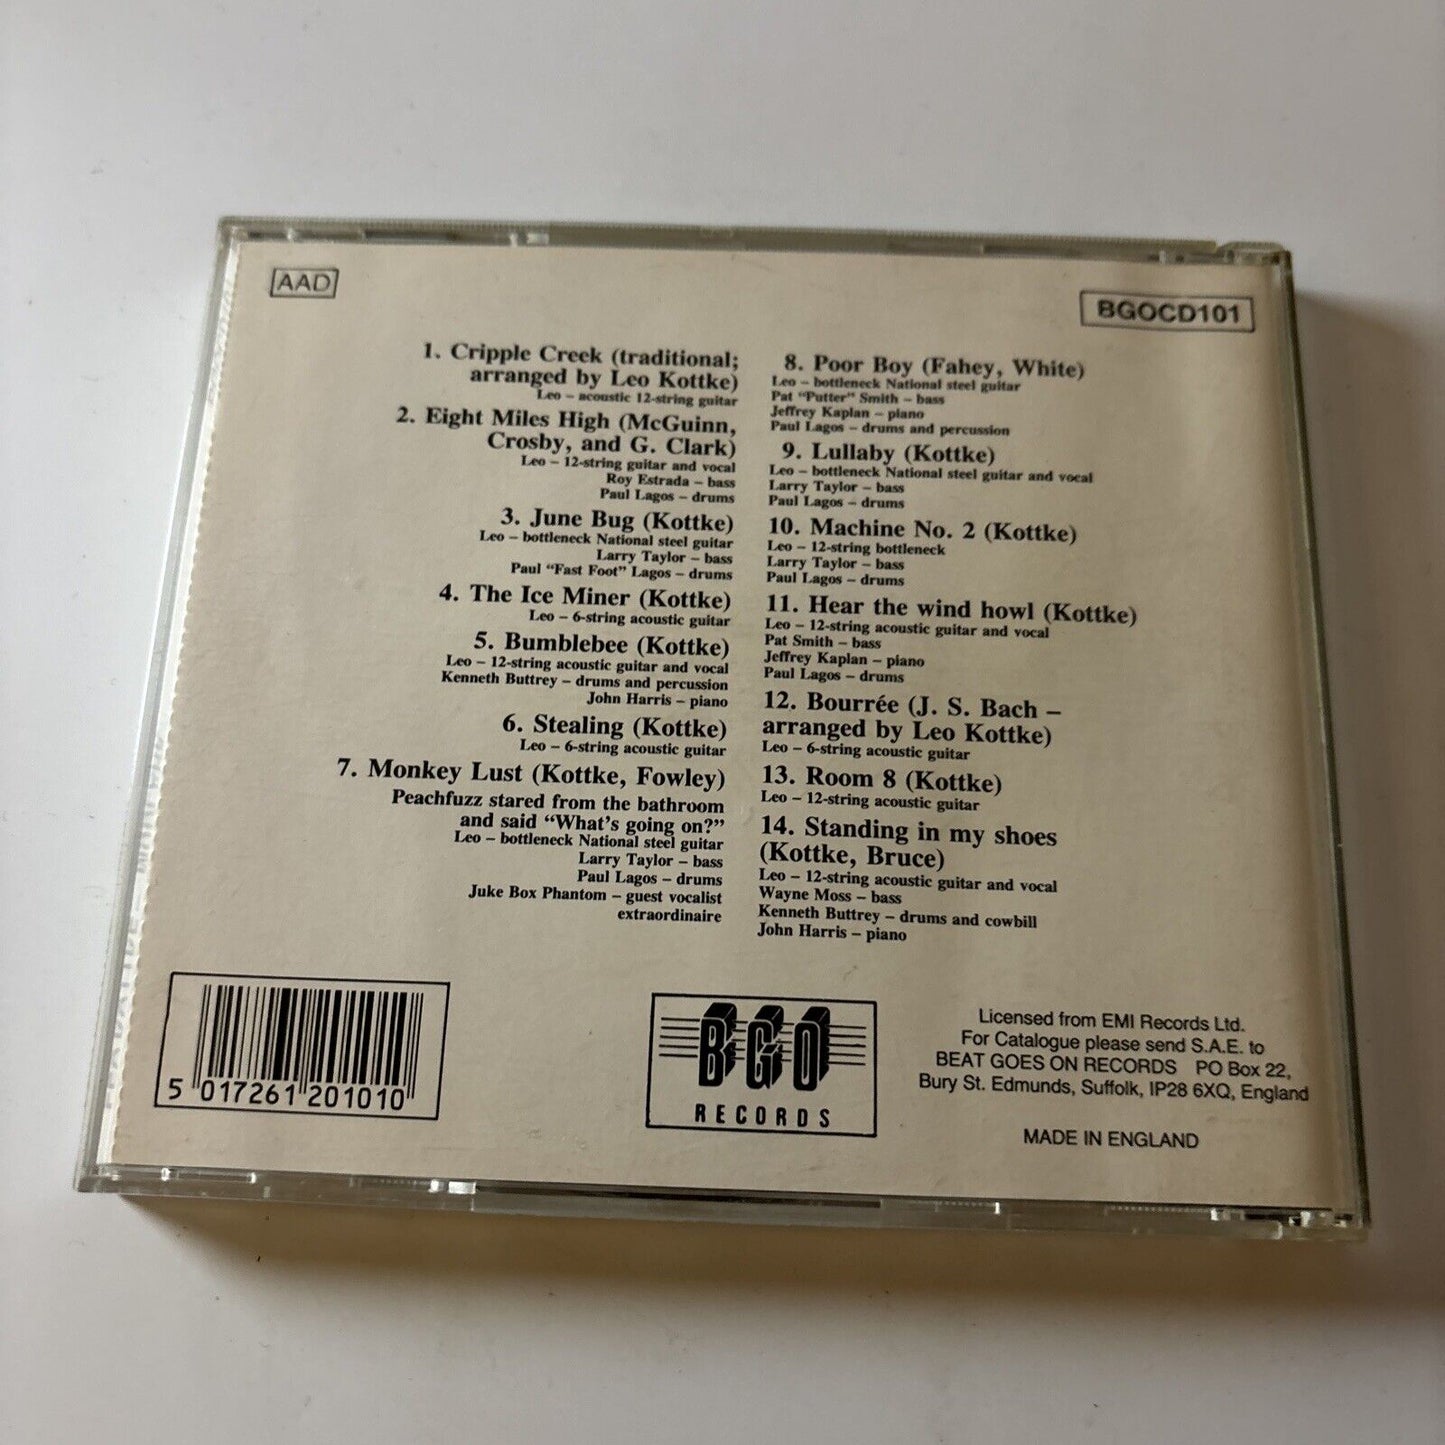 AAD
BGOCD101
1. Cripple Creek (traditional;
arranged by Leo Kottke)
Leo – acoustic 12-string guitar
2. Eight Miles High (McGuinn,
Crosby, and G. Clark)
Leo – 12-string guitar and vocal
Roy Estrada – bass
Paul Lagos – drums
3. June Bug (Kottke)
Leo – bottleneck National steel guitar
Larry Taylor – bass
Paul “Fast Foot” Lagos – drums
4. The Ice Miner (Kottke)
Leo – 6-string acoustic guitar
5. Bumblebee (Kottke)
Leo – 12-string acoustic guitar and vocal
Kenneth Buttrey – drums and percussion
John Harris – piano
6. Stealing (Kottke)
Leo – 6-string acoustic guitar
7. Monkey Lust (Kottke, Fowley)
Peachfuzz stared from the bathroom
and said “What’s going on?”
Leo – bottleneck National steel guitar
Larry Taylor – bass
Paul Lagos – drums
Juke Box Phantom – guest vocalist
extraordinaire
8. Poor Boy (Fahey, White)
Leo – bottleneck National steel guitar
Pat “Putter” Smith – bass
Jeffrey Kaplan – piano
Paul Lagos – drums and percussion
9. Lullaby (Kottke)
Leo – bottleneck National steel guitar and vocal
Larry Taylor – bass
Paul Lagos – drums
10. Machine No. 2 (Kottke)
Leo – 12-string bottleneck
Larry Taylor – bass
Paul Lagos – drums
11. Hear the wind howl (Kottke)
Leo – 12-string acoustic guitar and vocal
Pat Smith – bass
Jeffrey Kaplan – piano
Paul Lagos – drums
12. Bourrée (J. S. Bach –
arranged by Leo Kottke)
Leo – 6-string acoustic guitar
13. Room 8 (Kottke)
Leo – 12-string acoustic guitar
14. Standing in my shoes
(Kottke, Bruce)
Leo – 12-string acoustic guitar and vocal
Wayne Moss – bass
Kenneth Buttrey – drums and cowbill
John Harris – piano
5 017261 201010
BGO
RECORDS
Licensed from EMI Records Ltd.
For Catalogue please send S.A.E. to
BEAT GOES ON RECORDS PO Box 22,
Bury St. Edmunds, Suffolk, IP28 6XQ, England
MADE IN ENGLAND